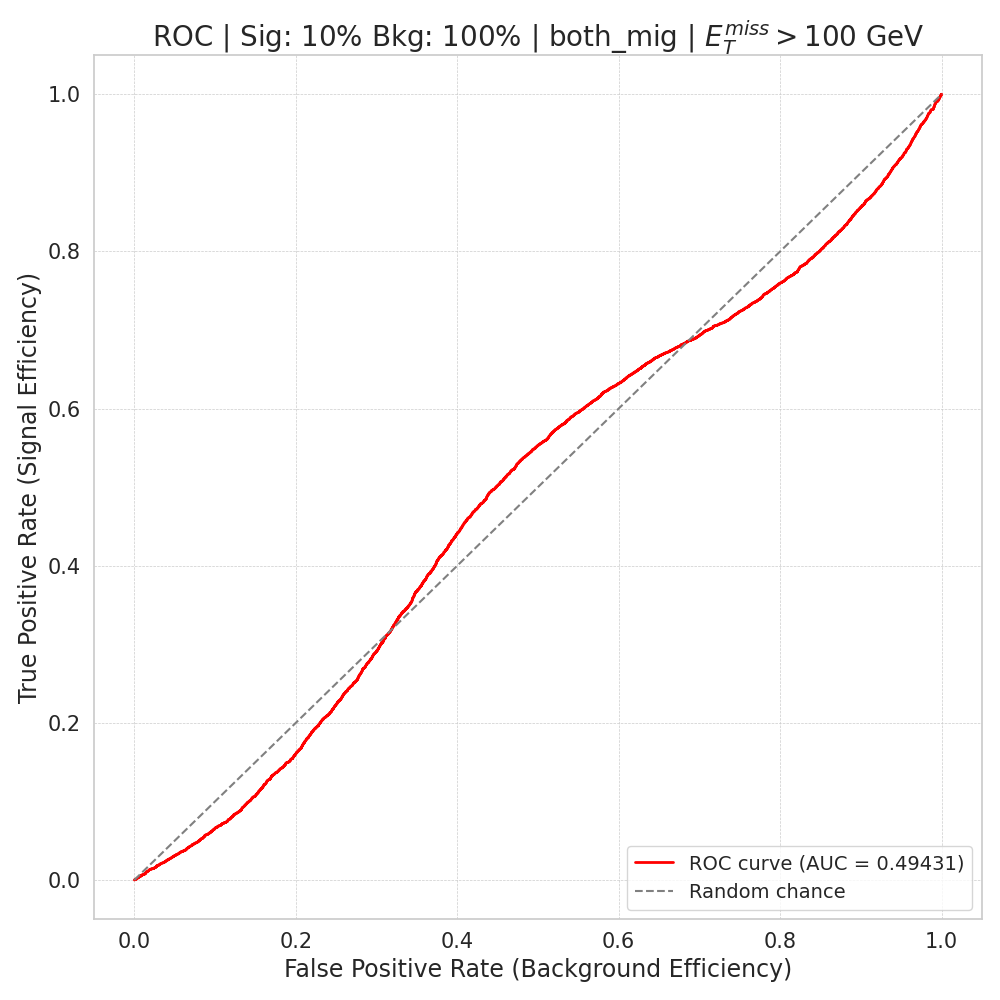 ROC | Sig: 10% Bkg: 100% | both_mig | $E_T^{miss} > 100$ GeV
1.0
0.8
0.6
0.4
0.2
0.0
True Positive Rate (Signal Efficiency)
ROC curve (AUC = 0.49431)
Random chance
0.0 0.2 0.4 0.6 0.8 1.0
False Positive Rate (Background Efficiency)